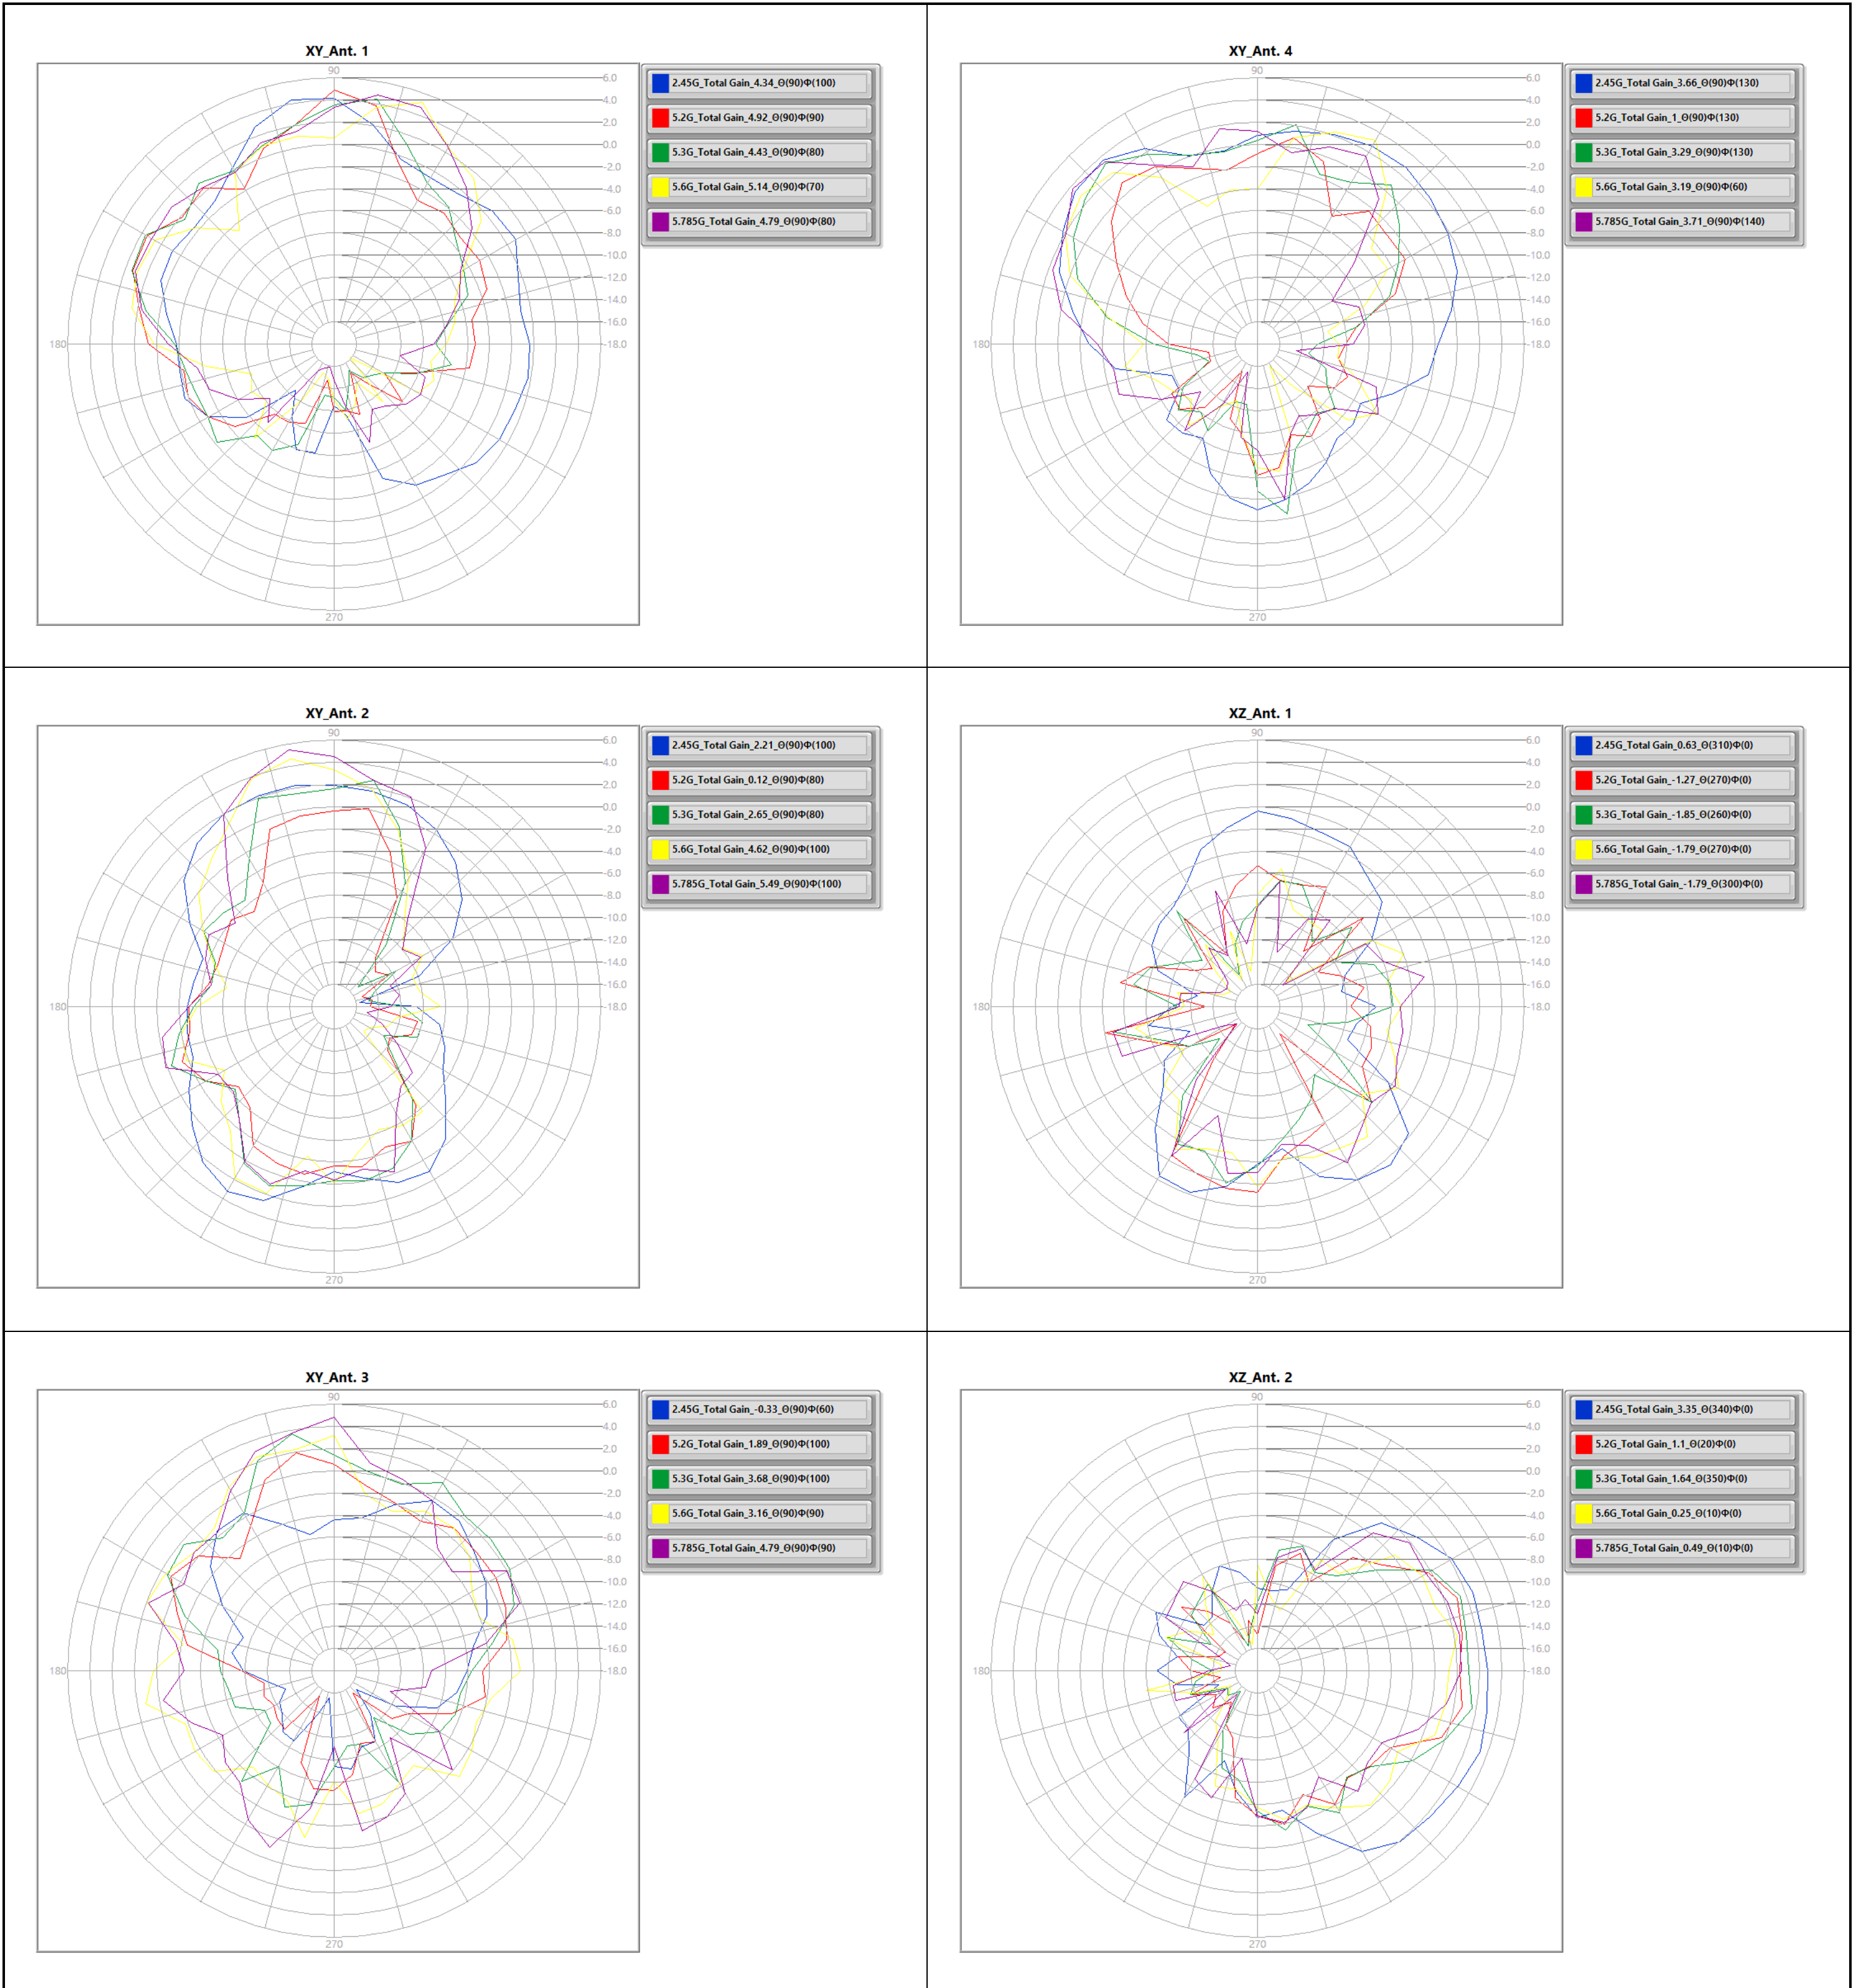 XY_Ant. 1
90
6.0
4.0
2.0
0.0
-2.0
-4.0
-6.0
-8.0
-10.0
-12.0
-14.0
-16.0
-18.0
180
270
2.45G_Total Gain_4.34_Θ(90)Φ(100)
5.2G_Total Gain_4.92_Θ(90)Φ(90)
5.3G_Total Gain_4.43_Θ(90)Φ(80)
5.6G_Total Gain_5.14_Θ(90)Φ(70)
5.785G_Total Gain_4.79_Θ(90)Φ(80)
XY_Ant. 4
90
6.0
4.0
2.0
0.0
-2.0
-4.0
-6.0
-8.0
-10.0
-12.0
-14.0
-16.0
-18.0
180
270
2.45G_Total Gain_3.66_Θ(90)Φ(130)
5.2G_Total Gain_1_Θ(90)Φ(130)
5.3G_Total Gain_3.29_Θ(90)Φ(130)
5.6G_Total Gain_3.19_Θ(90)Φ(60)
5.785G_Total Gain_3.71_Θ(90)Φ(140)
XY_Ant. 2
90
6.0
4.0
2.0
0.0
-2.0
-4.0
-6.0
-8.0
-10.0
-12.0
-14.0
-16.0
-18.0
180
270
2.45G_Total Gain_2.21_Θ(90)Φ(100)
5.2G_Total Gain_0.12_Θ(90)Φ(80)
5.3G_Total Gain_2.65_Θ(90)Φ(80)
5.6G_Total Gain_4.62_Θ(90)Φ(100)
5.785G_Total Gain_5.49_Θ(90)Φ(100)
XZ_Ant. 1
90
6.0
4.0
2.0
0.0
-2.0
-4.0
-6.0
-8.0
-10.0
-12.0
-14.0
-16.0
-18.0
180
270
2.45G_Total Gain_0.63_Θ(310)Φ(0)
5.2G_Total Gain_-1.27_Θ(270)Φ(0)
5.3G_Total Gain_-1.85_Θ(260)Φ(0)
5.6G_Total Gain_-1.79_Θ(270)Φ(0)
5.785G_Total Gain_-1.79_Θ(300)Φ(0)
XY_Ant. 3
90
6.0
4.0
2.0
0.0
-2.0
-4.0
-6.0
-8.0
-10.0
-12.0
-14.0
-16.0
-18.0
180
270
2.45G_Total Gain_-0.33_Θ(90)Φ(60)
5.2G_Total Gain_1.89_Θ(90)Φ(100)
5.3G_Total Gain_3.68_Θ(90)Φ(100)
5.6G_Total Gain_3.16_Θ(90)Φ(90)
5.785G_Total Gain_4.79_Θ(90)Φ(90)
XZ_Ant. 2
90
6.0
4.0
2.0
0.0
-2.0
-4.0
-6.0
-8.0
-10.0
-12.0
-14.0
-16.0
-18.0
180
270
2.45G_Total Gain_3.35_Θ(340)Φ(0)
5.2G_Total Gain_1.1_Θ(20)Φ(0)
5.3G_Total Gain_1.64_Θ(350)Φ(0)
5.6G_Total Gain_0.25_Θ(10)Φ(0)
5.785G_Total Gain_0.49_Θ(10)Φ(0)